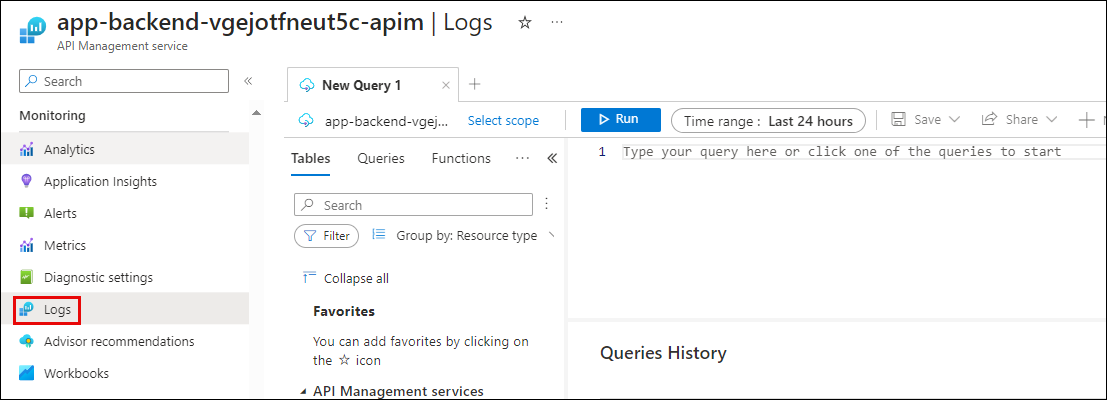 app-backend-vgejotfneut5c-apim | Logs
API Management service
Search
Monitoring
Analytics
Application Insights
Alerts
Metrics
Diagnostic settings
Logs
Advisor recommendations
Workbooks
New Query 1
app-backend-vgej...
Select scope
Run
Time range : Last 24 hours
Save
Share
Tables
Queries
Functions
Search
Filter
Group by: Resource type
Collapse all
Favorites
You can add favorites by clicking on
the ☆ icon
API Management services
1 Type your query here or click one of the queries to start
Queries History